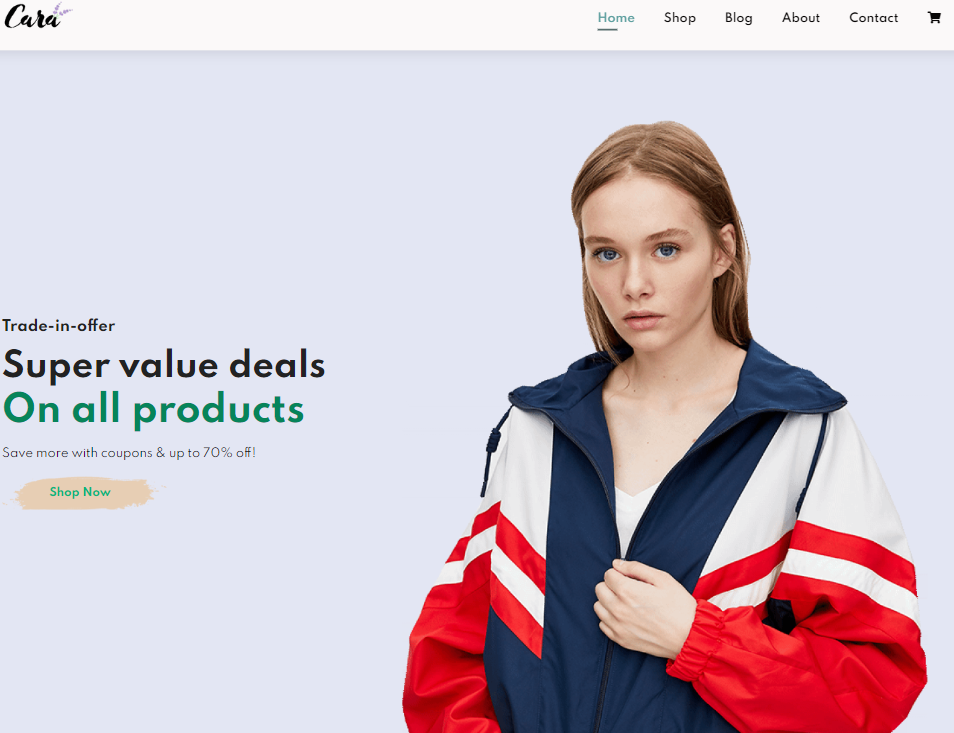 Cara
Home Shop Blog About Contact
Trade-in-offer
Super value deals
On all products
Save more with coupons & up to 70% off!
Shop Now